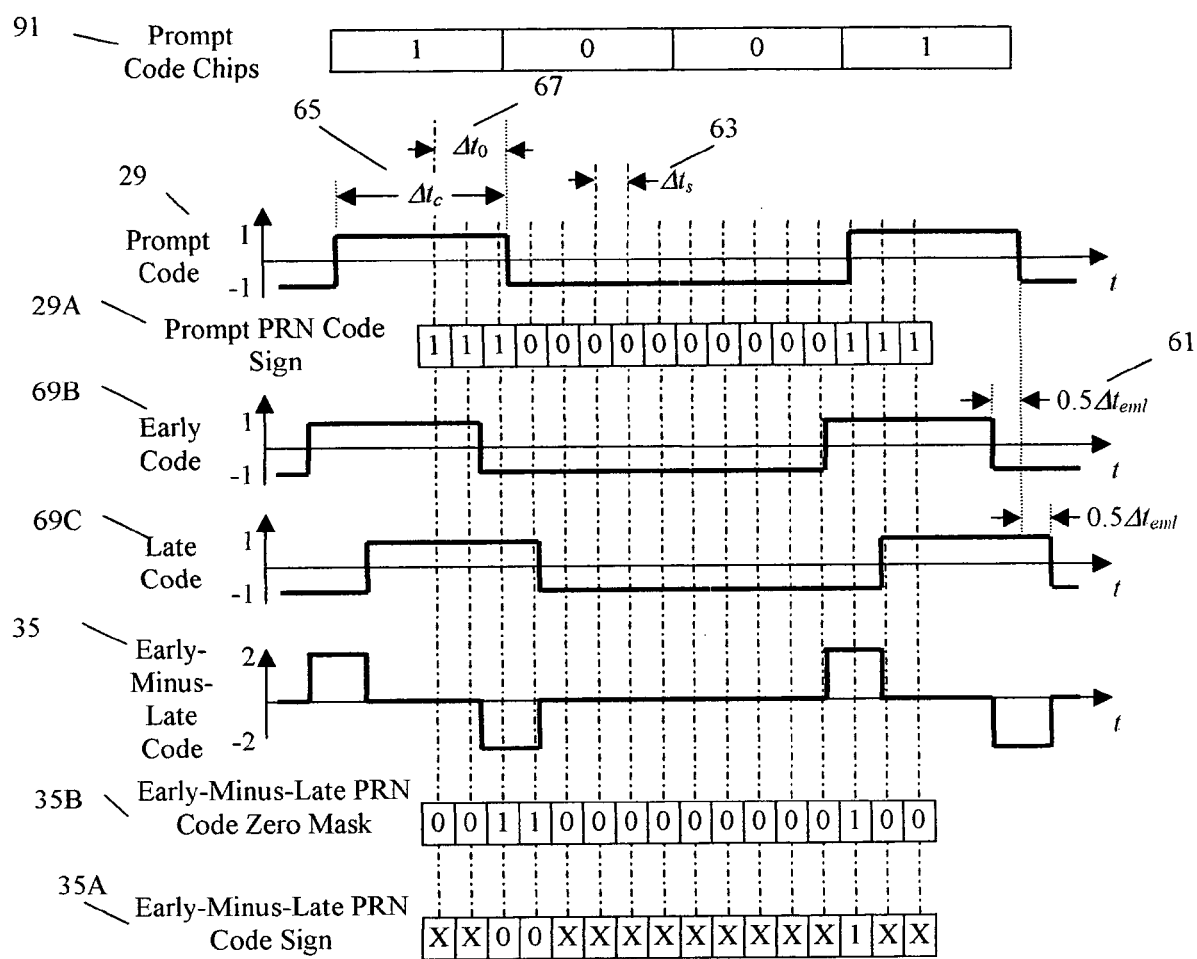 91
Prompt
Code Chips
1 0 0 1
67
65
63
Δt0
Δts
Δtc
29
Prompt
Code
1
-1
t
29A
Prompt PRN Code
Sign
1 1 1 0 0 0 0 0 0 0 0 0 0 1 1 1
61
69B
Early
Code
1
-1
0.5Δteml
t
69C
Late
Code
1
-1
0.5Δteml
t
35
Early-
Minus-
Late
Code
2
-2
t
35B
Early-Minus-Late PRN
Code Zero Mask
0 0 1 1 0 0 0 0 0 0 0 0 0 1 0 0
35A
Early-Minus-Late PRN
Code Sign
X X 0 0 X X X X X X X X X 1 X X